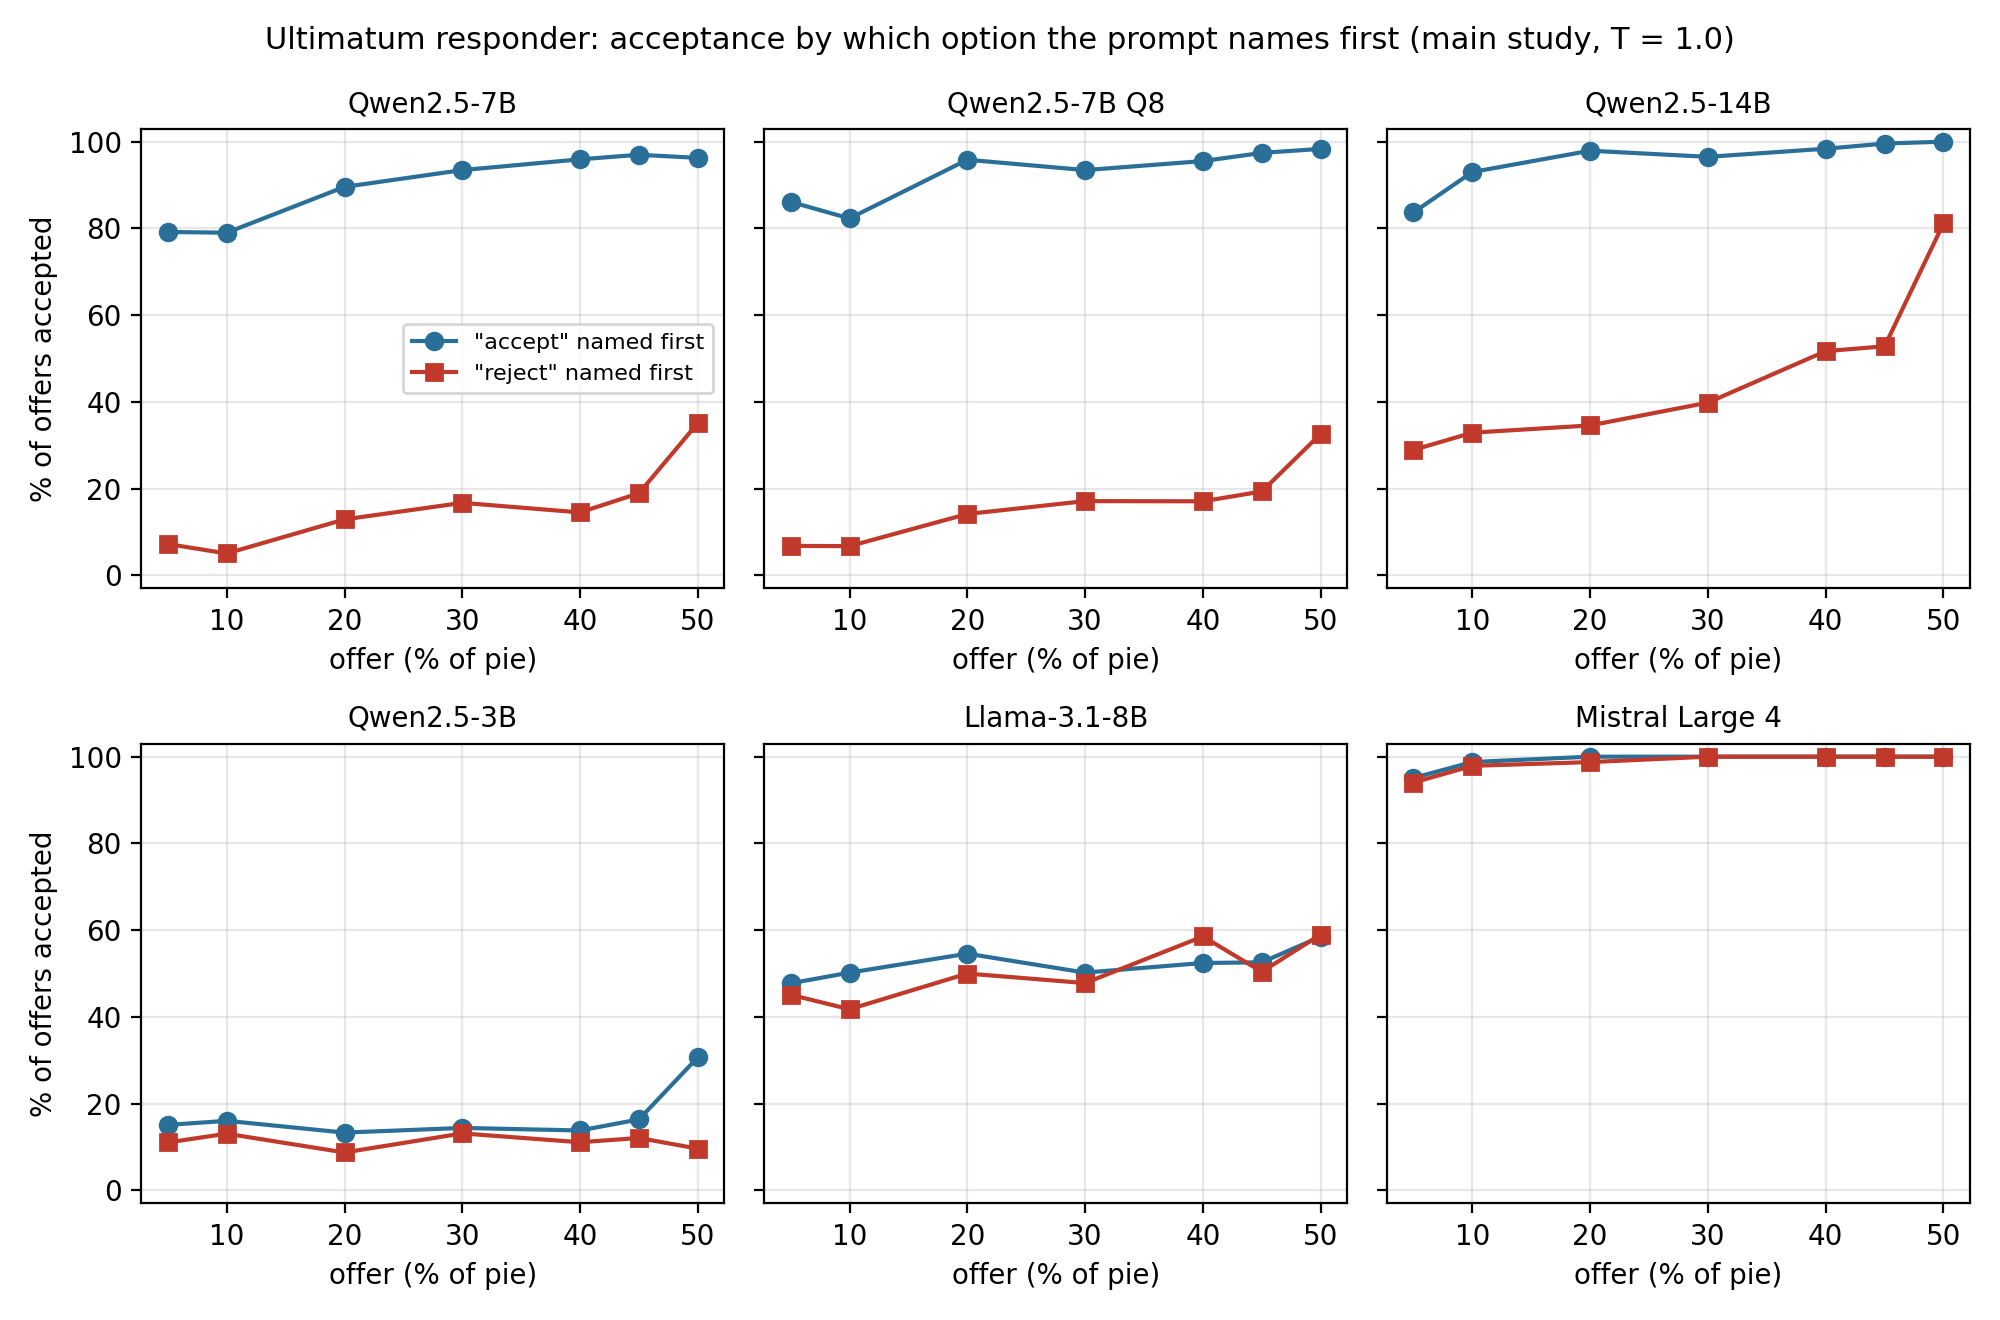 Ultimatum responder: acceptance by which option the prompt names first (main study, T = 1.0)
Qwen2.5-7B
Qwen2.5-7B Q8
Qwen2.5-14B
% of offers accepted
100
80
60
40
20
0
"accept" named first
"reject" named first
10 20 30 40 50
10 20 30 40 50
10 20 30 40 50
offer (% of pie)
offer (% of pie)
offer (% of pie)
Qwen2.5-3B
Llama-3.1-8B
Mistral Large 4
% of offers accepted
100
80
60
40
20
0
10 20 30 40 50
10 20 30 40 50
10 20 30 40 50
offer (% of pie)
offer (% of pie)
offer (% of pie)